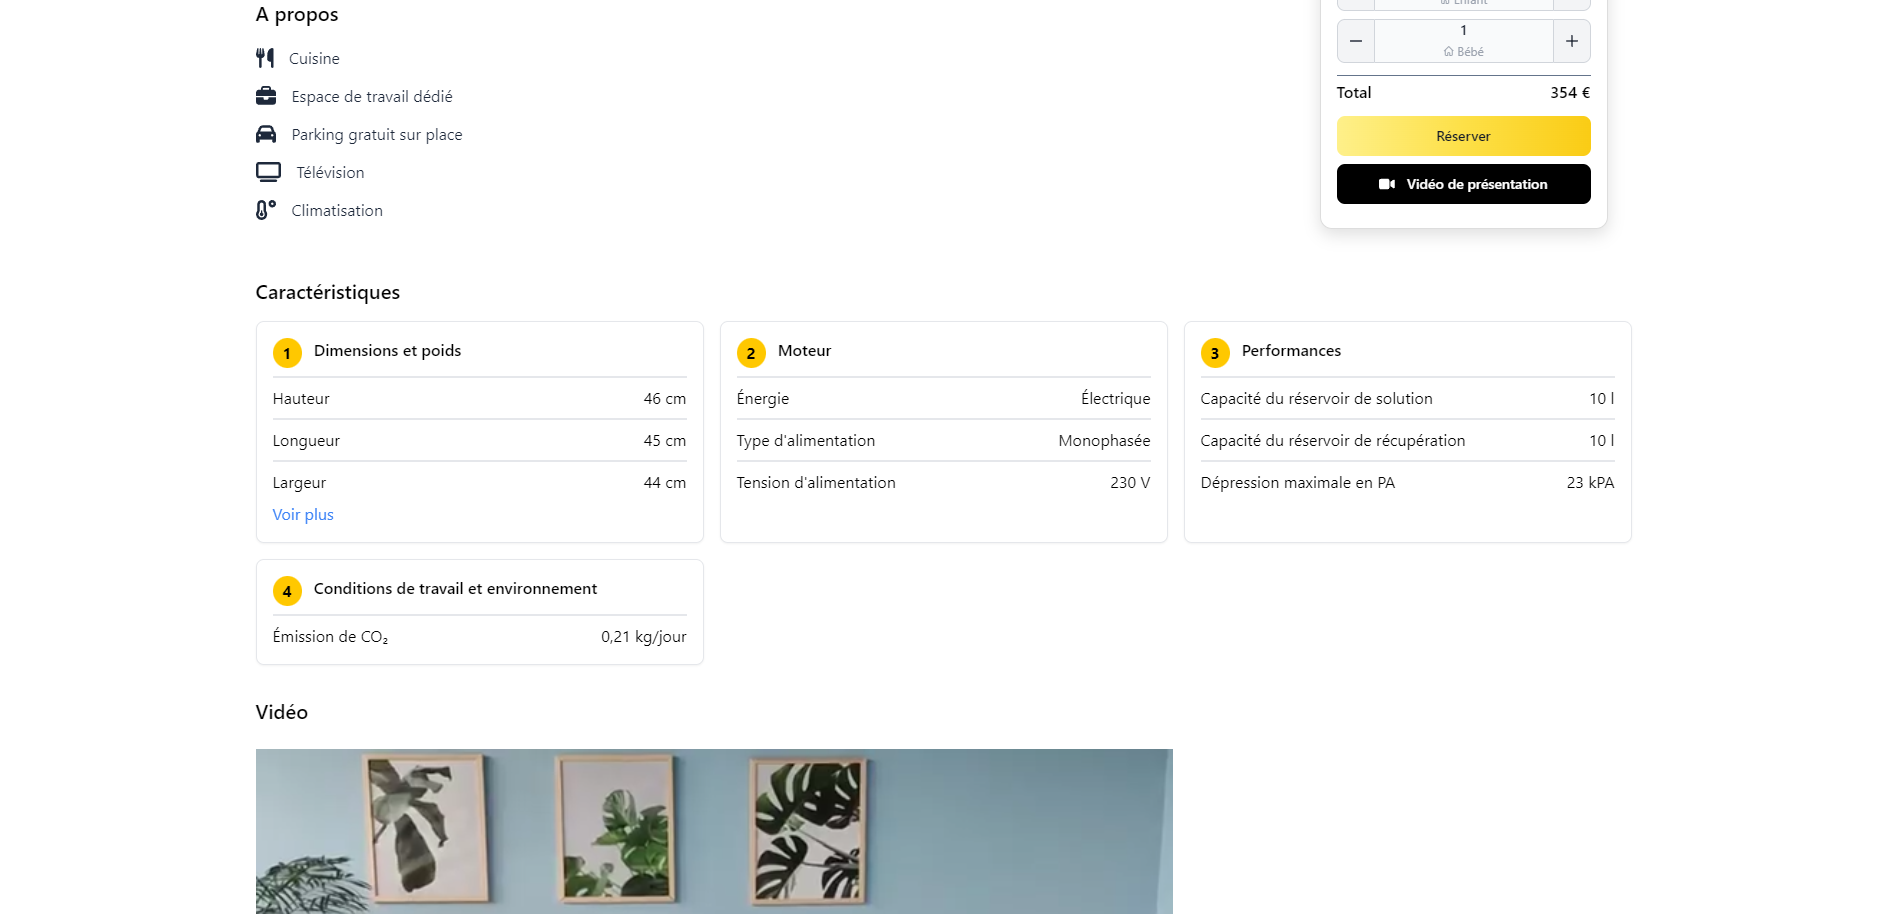 A propos
Cuisine
Espace de travail dédié
Parking gratuit sur place
Télévision
Climatisation
Enfant
1
Bébé
Total 354 €
Réserver
Vidéo de présentation
Caractéristiques
1 Dimensions et poids
Hauteur 46 cm
Longueur 45 cm
Largeur 44 cm
Voir plus
2 Moteur
Énergie Électrique
Type d'alimentation Monophasée
Tension d'alimentation 230 V
3 Performances
Capacité du réservoir de solution 10 l
Capacité du réservoir de récupération 10 l
Dépression maximale en PA 23 kPA
4 Conditions de travail et environnement
Émission de CO₂ 0,21 kg/jour
Vidéo